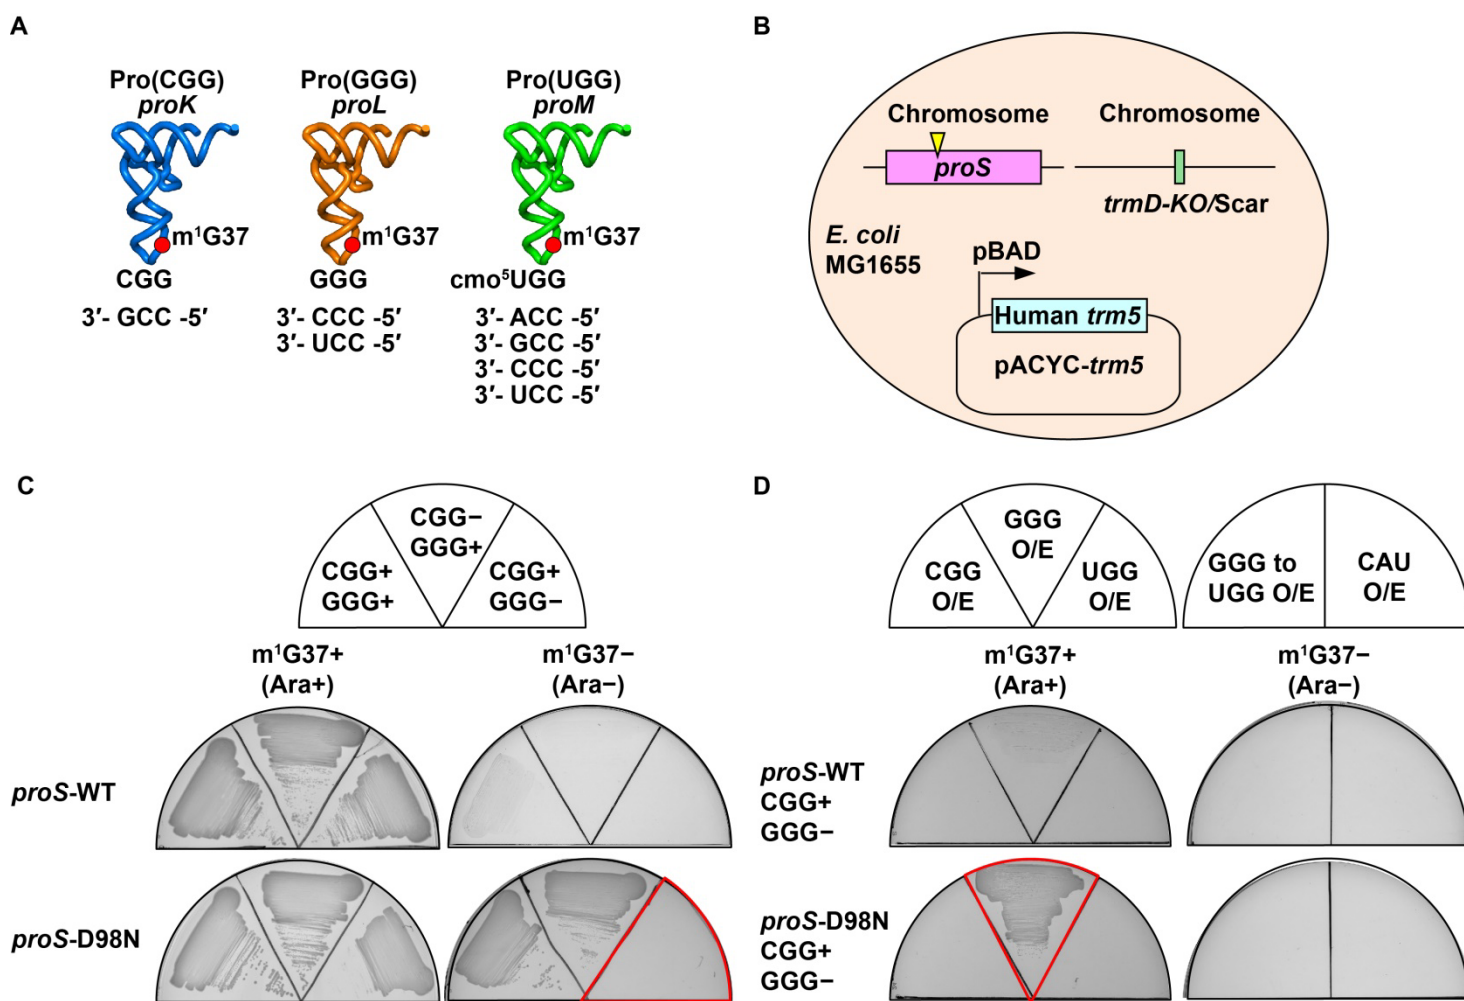 A
Pro(CGG)
proK
m¹G37
CGG
3′- GCC -5′
Pro(GGG)
proL
m¹G37
GGG
3′- CCC -5′
3′- UCC -5′
Pro(UGG)
proM
m¹G37
cmo⁵UGG
3′- ACC -5′
3′- GCC -5′
3′- CCC -5′
3′- UCC -5′
B
Chromosome
proS
Chromosome
trmD-KO/Scar
E. coli
MG1655
pBAD
Human trm5
pACYC-trm5
C
CGG+
GGG+
CGG−
GGG+
CGG+
GGG−
m¹G37+
(Ara+)
m¹G37−
(Ara−)
proS-WT
proS-D98N
D
CGG
O/E
GGG
O/E
UGG
O/E
GGG to
UGG O/E
CAU
O/E
m¹G37+
(Ara+)
m¹G37−
(Ara−)
proS-WT
CGG+
GGG−
proS-D98N
CGG+
GGG−